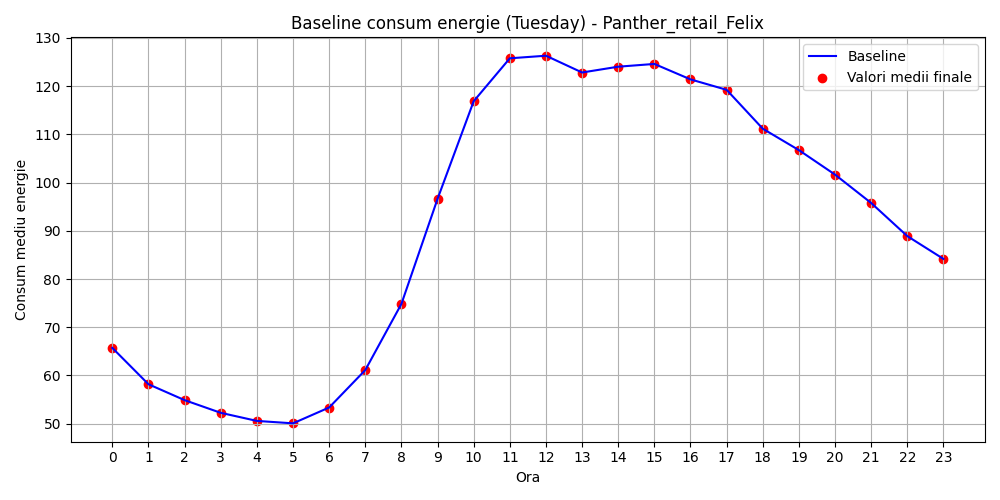 Baseline consum energie (Tuesday) - Panther_retail_Felix
Baseline
Valori medii finale
Consum mediu energie
130
120
110
100
90
80
70
60
50
0 1 2 3 4 5 6 7 8 9 10 11 12 13 14 15 16 17 18 19 20 21 22 23
Ora